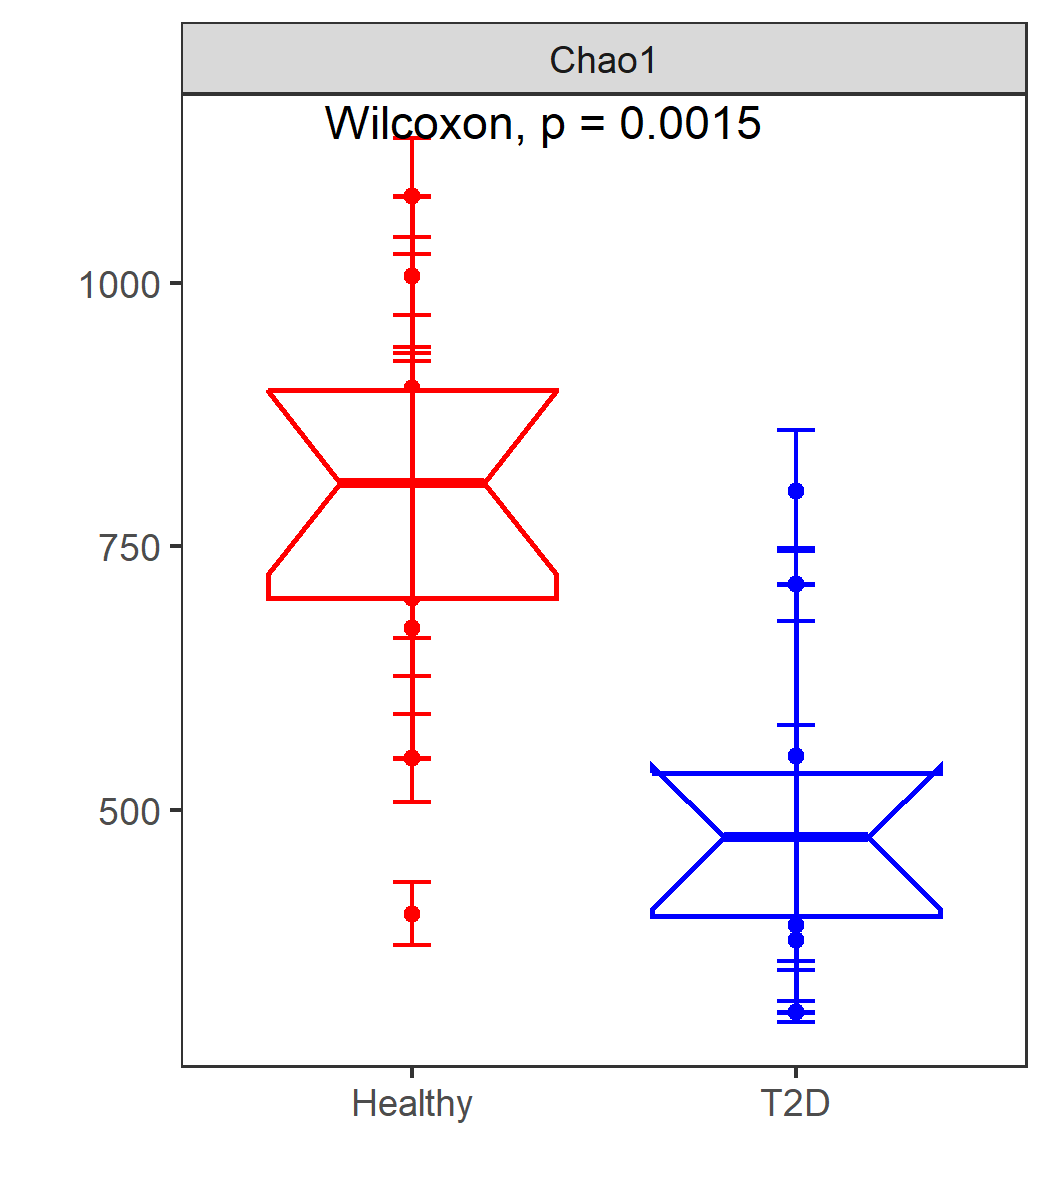 Chao1
Wilcoxon, p = 0.0015
1000
750
500
Healthy
T2D